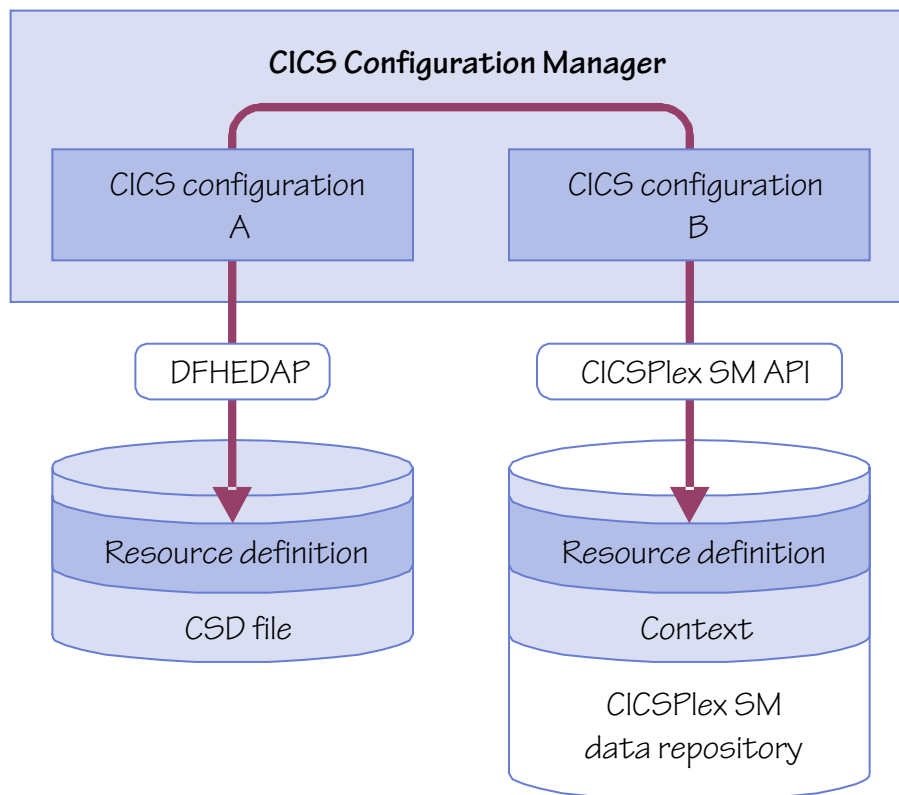 CICS Configuration Manager
CICS configuration
A
CICS configuration
B
DFHEDAP
CICSPlex SM API
Resource definition
CSD file
Resource definition
Context
CICSPlex SM
data repository